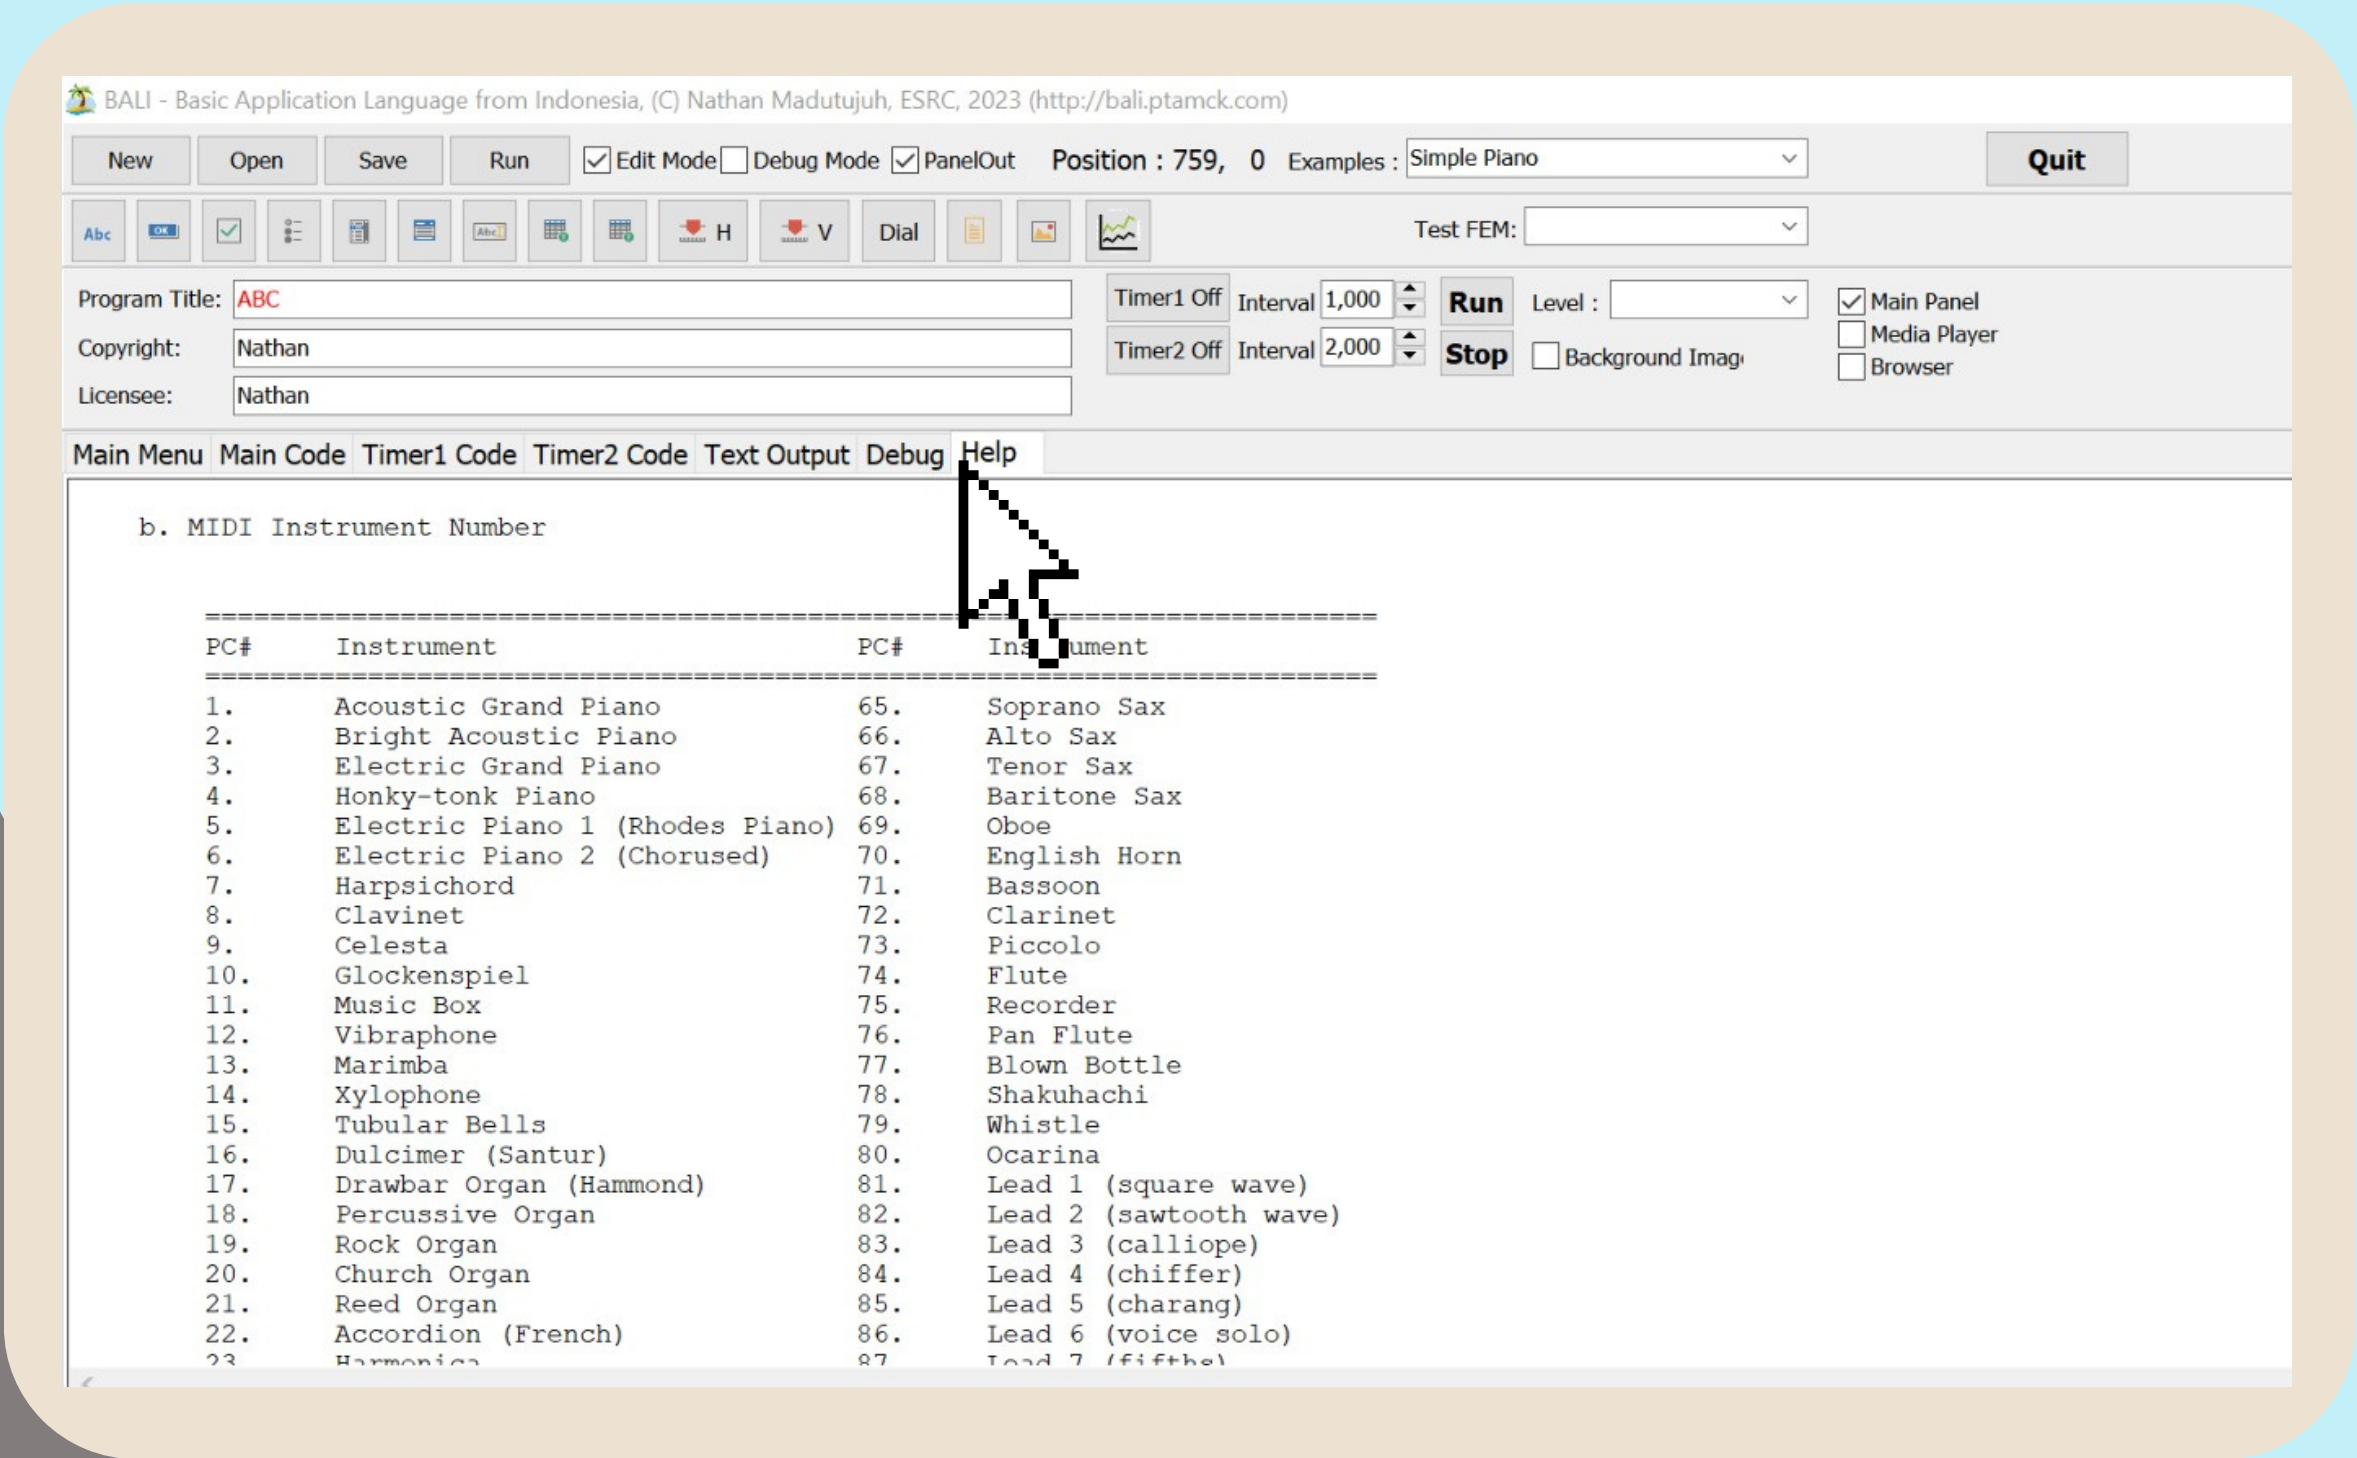 BALI - Basic Application Language from Indonesia, (C) Nathan Madutujuh, ESRC, 2023 (http://bali.ptamck.com)
New Open Save Run Edit Mode Debug Mode PanelOut Position : 759, 0 Examples : Simple Piano Quit
Abc OK Abc H V Dial Test FEM:
Program Title: ABC Timer1 Off Interval 1,000 Run Level : Main Panel
Media Player
Copyright: Nathan Timer2 Off Interval 2,000 Stop Background Imag
Browser
Licensee: Nathan
Main Menu Main Code Timer1 Code Timer2 Code Text Output Debug Help
b. MIDI Instrument Number
==================================================
PC# Instrument PC# Ins ument
==================================================
1. Acoustic Grand Piano 65. Soprano Sax
2. Bright Acoustic Piano 66. Alto Sax
3. Electric Grand Piano 67. Tenor Sax
4. Honky-tonk Piano 68. Baritone Sax
5. Electric Piano 1 (Rhodes Piano) 69. Oboe
6. Electric Piano 2 (Chorused) 70. English Horn
7. Harpsichord 71. Bassoon
8. Clavinet 72. Clarinet
9. Celesta 73. Piccolo
10. Glockenspiel 74. Flute
11. Music Box 75. Recorder
12. Vibraphone 76. Pan Flute
13. Marimba 77. Blown Bottle
14. Xylophone 78. Shakuhachi
15. Tubular Bells 79. Whistle
16. Dulcimer (Santur) 80. Ocarina
17. Drawbar Organ (Hammond) 81. Lead 1 (square wave)
18. Percussive Organ 82. Lead 2 (sawtooth wave)
19. Rock Organ 83. Lead 3 (calliope)
20. Church Organ 84. Lead 4 (chiffer)
21. Reed Organ 85. Lead 5 (charang)
22. Accordion (French) 86. Lead 6 (voice solo)
23 Harmonica 87 Lead 7 (fifths)